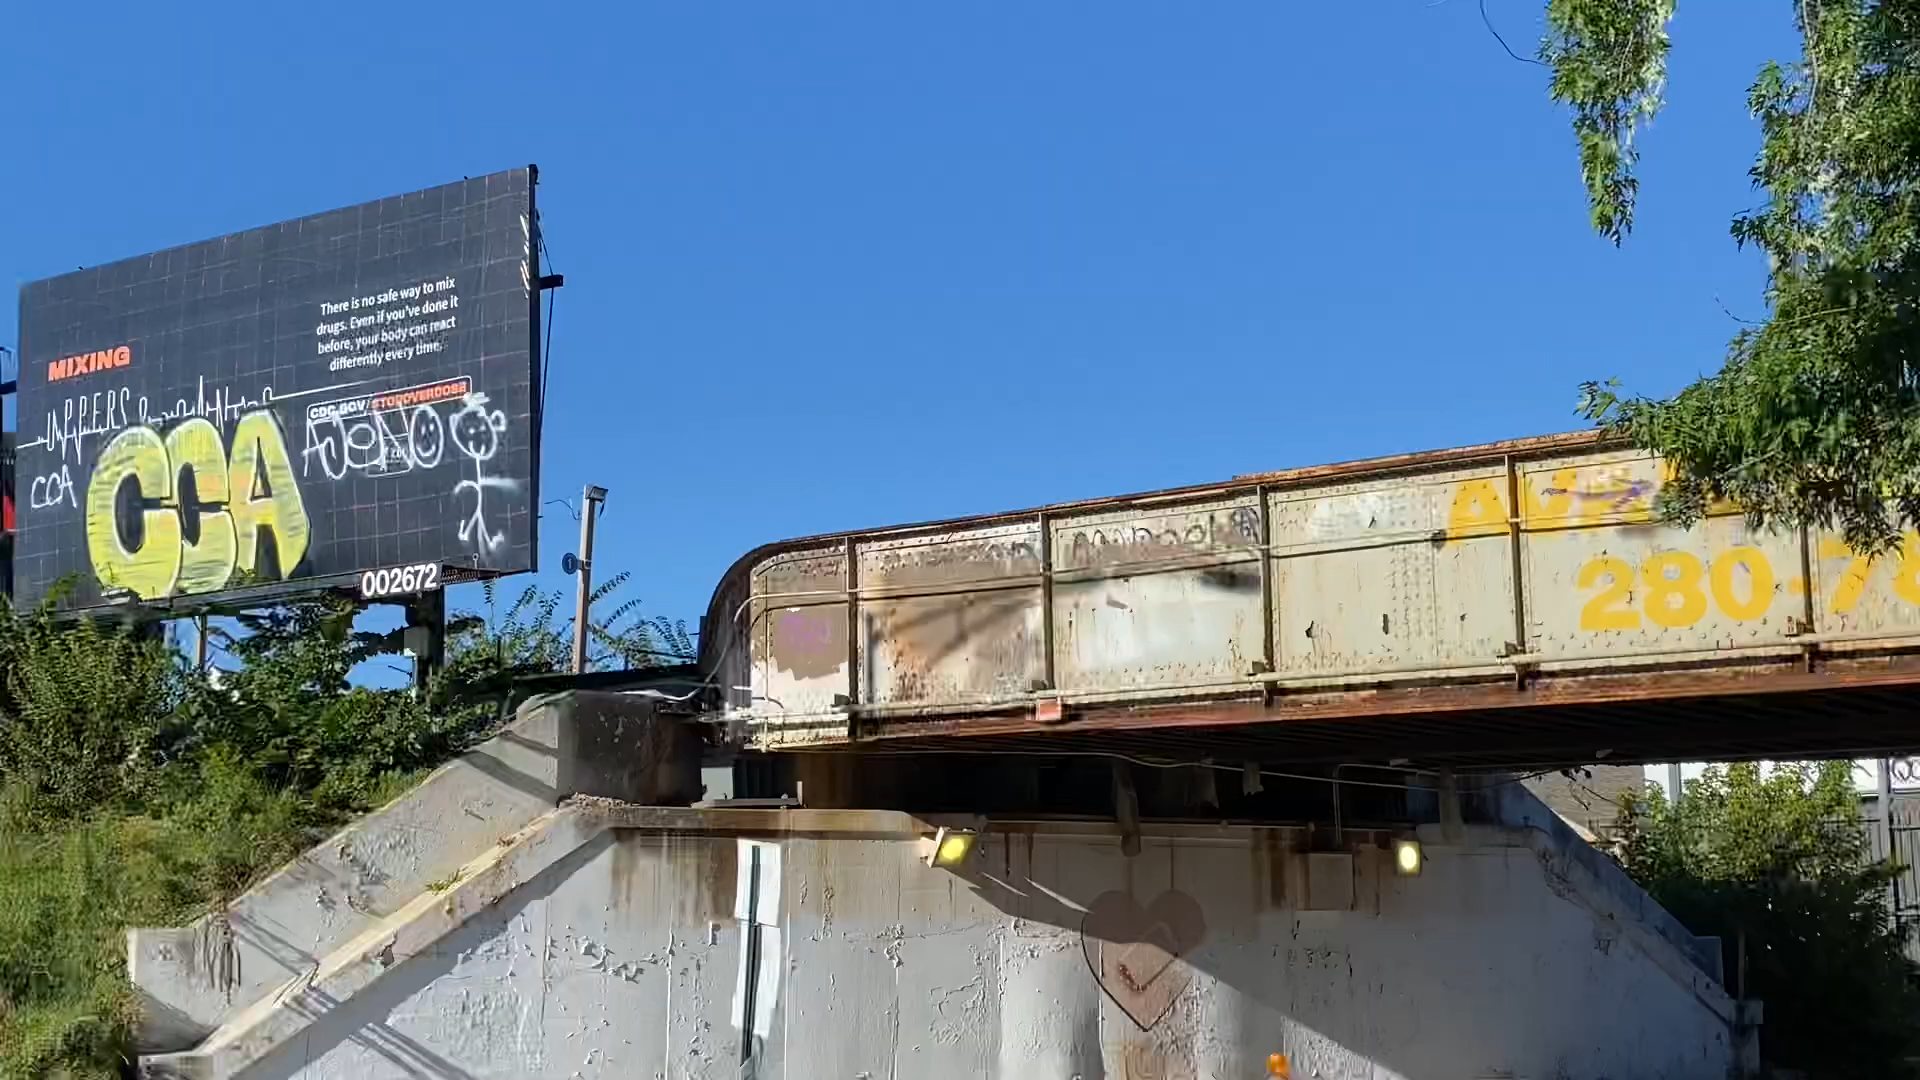 There is no safe way to mix
drugs. Even if you've done it
before, your body can react
differently every time.
MIXING
CDC.GOV/STOPOVERDOSE
CCA
CCA
002672
280-78